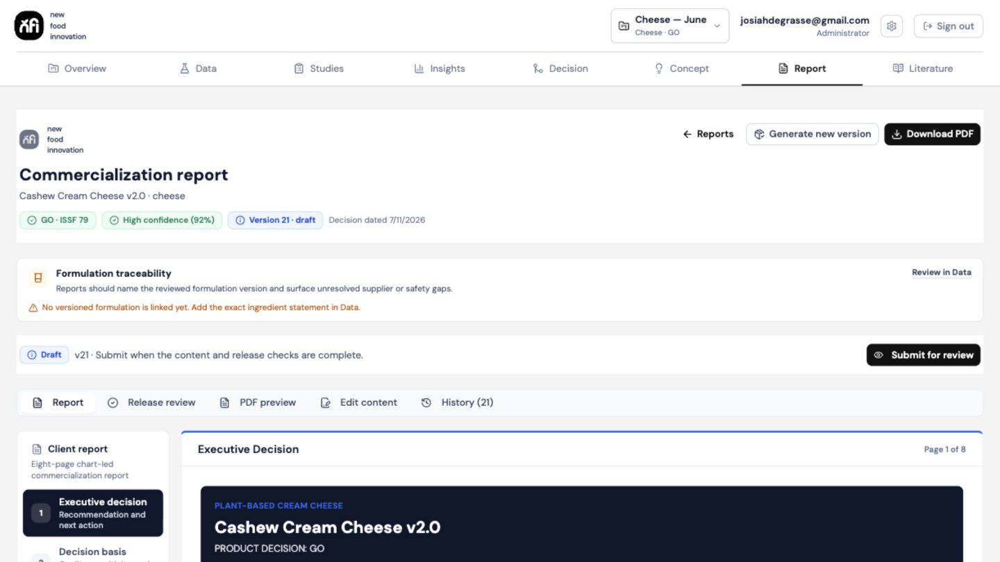 new
food
innovation
Cheese — June
Cheese · GO
josiahdegrasse@gmail.com
Administrator
Sign out
Overview
Data
Studies
Insights
Decision
Concept
Report
Literature
new
food
innovation
Reports
Generate new version
Download PDF
Commercialization report
Cashew Cream Cheese v2.0 · cheese
GO · ISSF 79
High confidence (92%)
Version 21 · draft
Decision dated 7/11/2026
Formulation traceability
Review in Data
Reports should name the reviewed formulation version and surface unresolved supplier or safety gaps.
No versioned formulation is linked yet. Add the exact ingredient statement in Data.
Draft
v21 · Submit when the content and release checks are complete.
Submit for review
Report
Release review
PDF preview
Edit content
History (21)
Client report
Eight-page chart-led
commercialization report
1
Executive decision
Recommendation and
next action
Decision basis
Executive Decision
Page 1 of 8
PLANT-BASED CREAM CHEESE
Cashew Cream Cheese v2.0
PRODUCT DECISION: GO